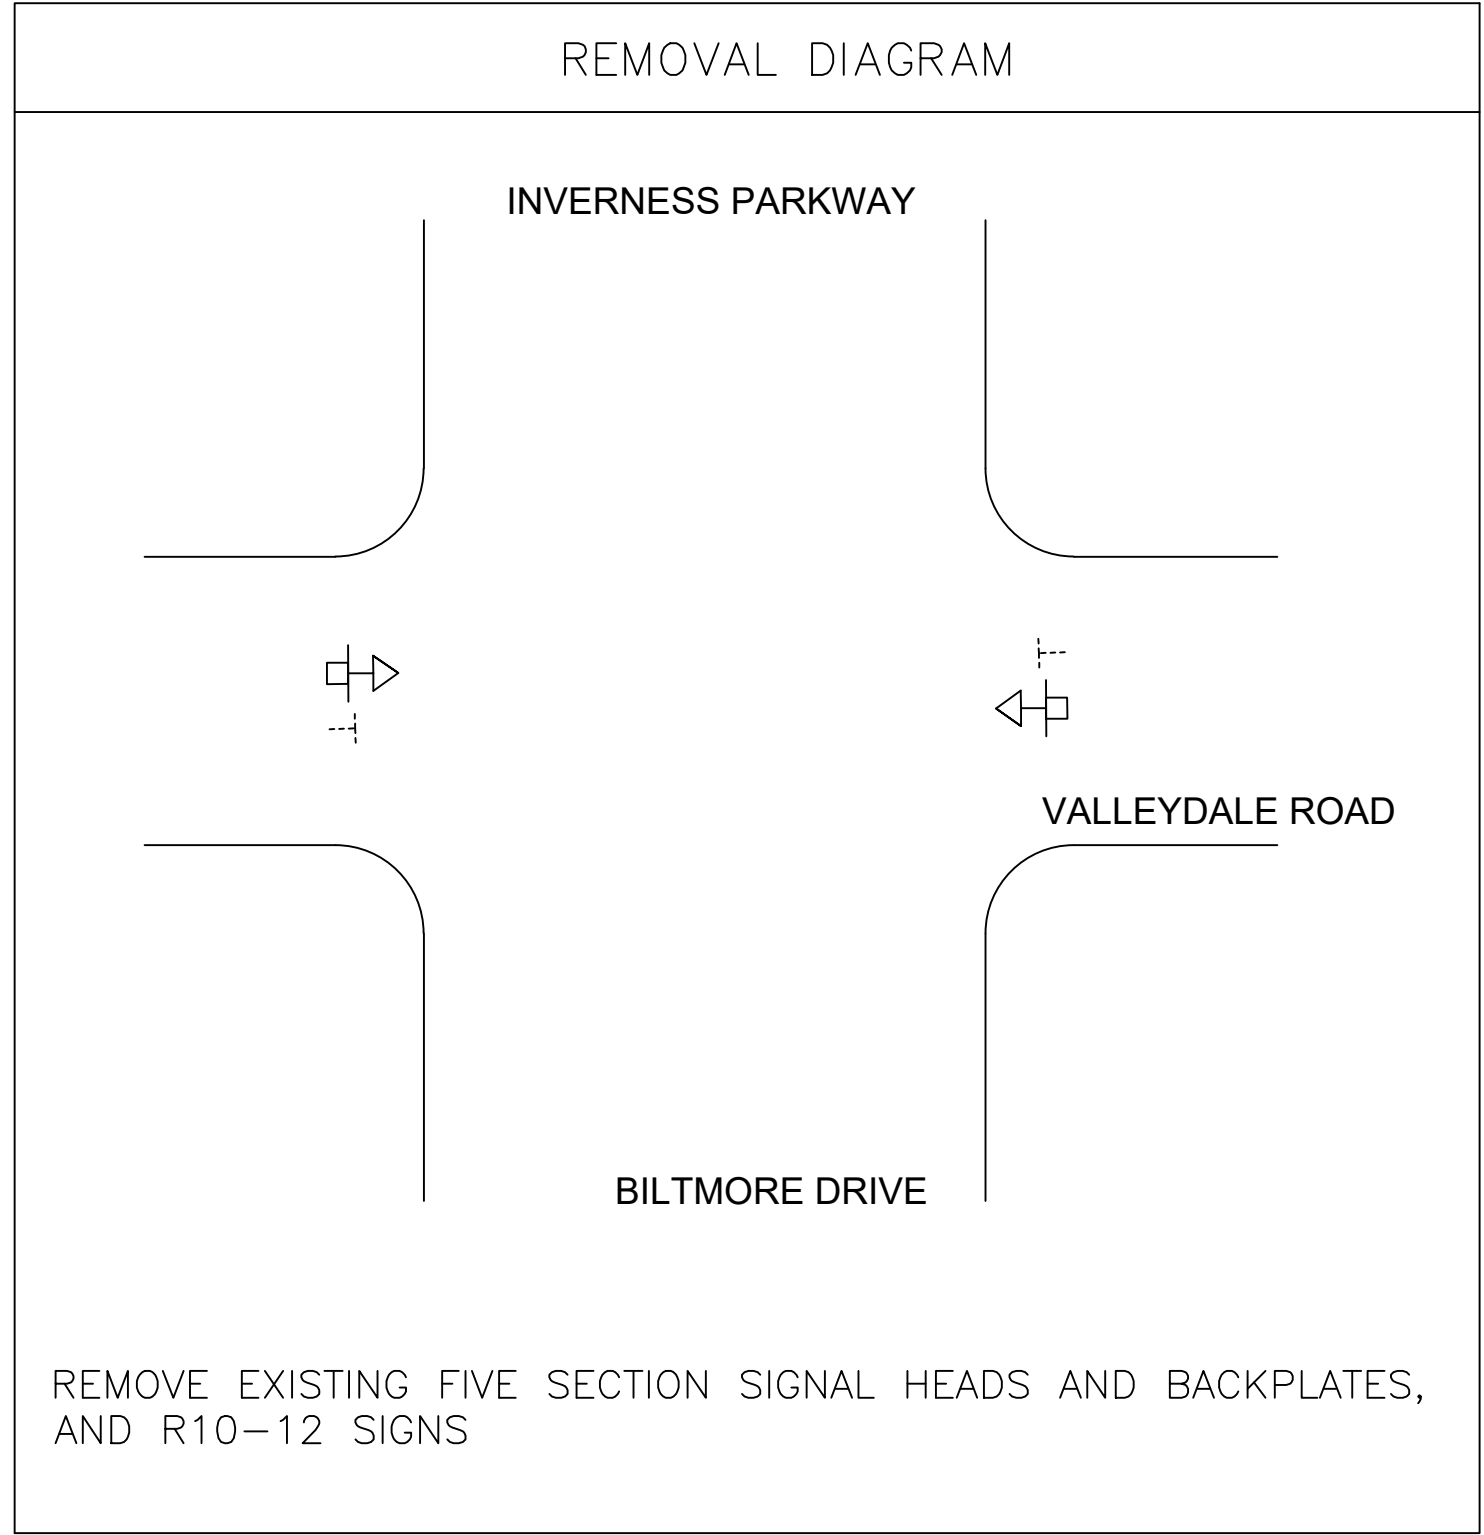 REMOVAL DIAGRAM
INVERNESS PARKWAY
VALLEYDALE ROAD
BILTMORE DRIVE
REMOVE EXISTING FIVE SECTION SIGNAL HEADS AND BACKPLATES,
AND R10-12 SIGNS